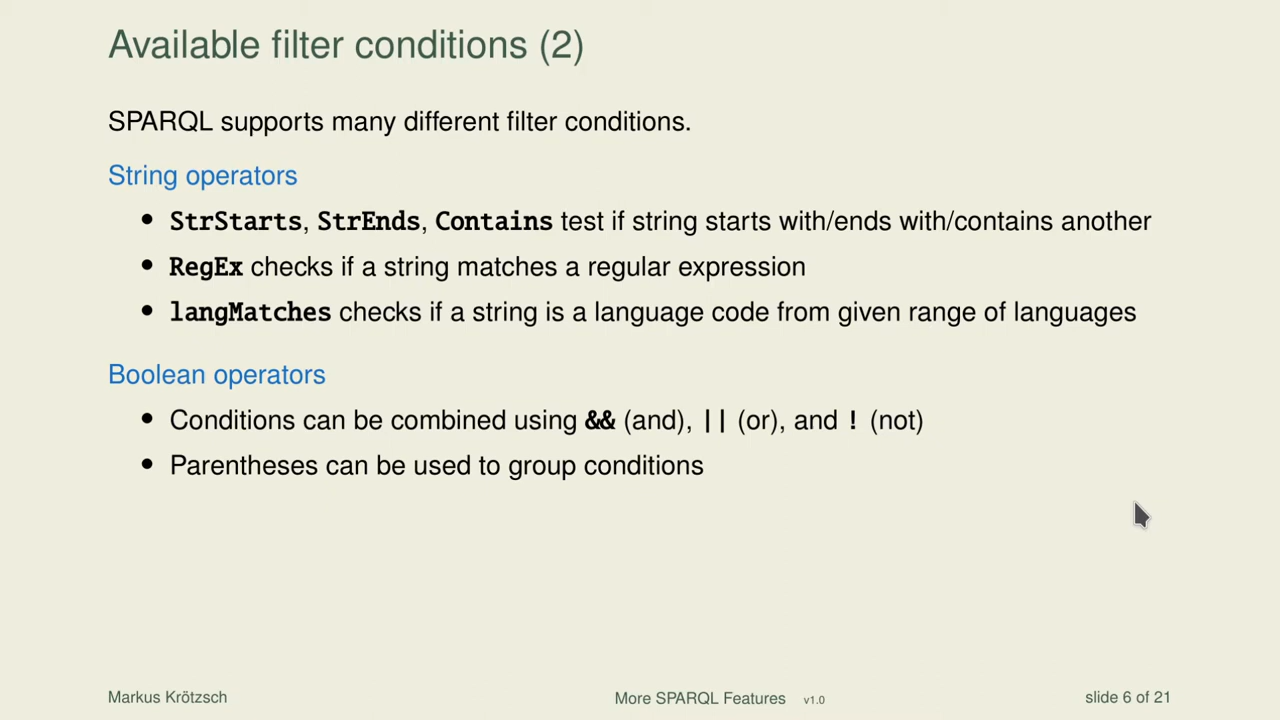 Available filter conditions (2)
SPARQL supports many different filter conditions.
String operators
• StrStarts, StrEnds, Contains test if string starts with/ends with/contains another
• RegEx checks if a string matches a regular expression
• langMatches checks if a string is a language code from given range of languages
Boolean operators
• Conditions can be combined using && (and), || (or), and ! (not)
• Parentheses can be used to group conditions
Markus Krötzsch More SPARQL Features v1.0 slide 6 of 21